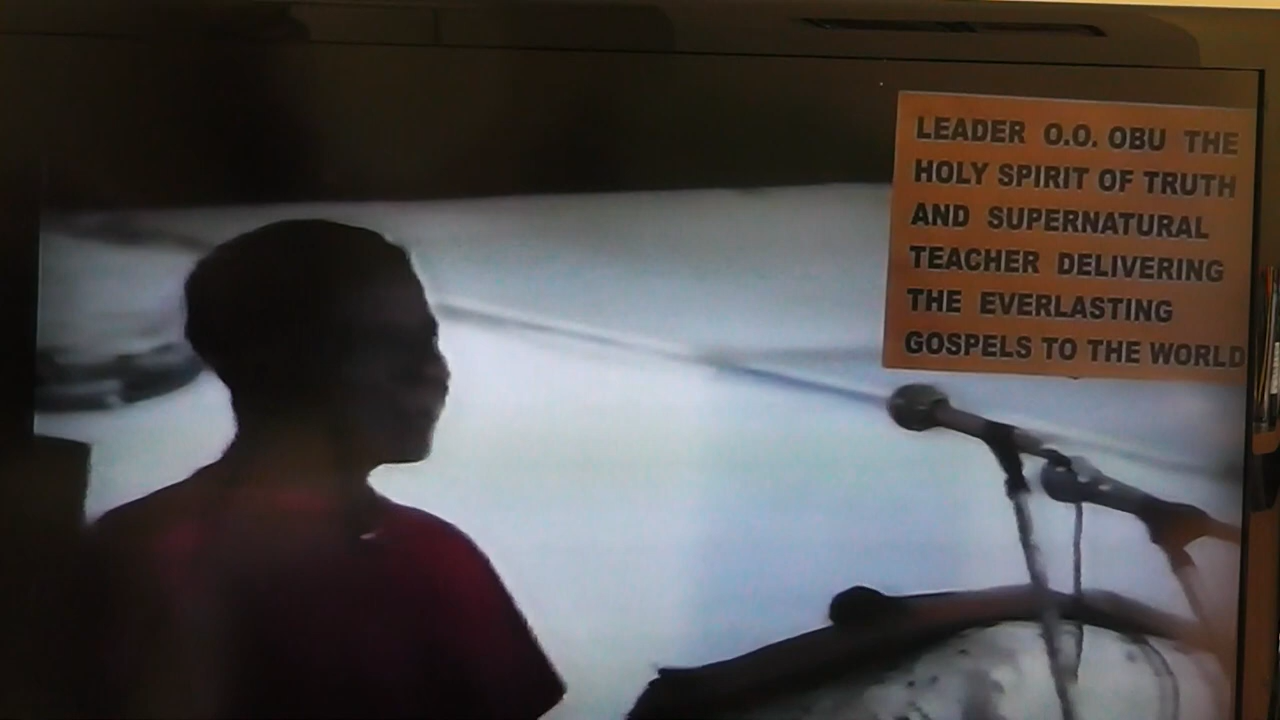 LEADER O.O. OBU THE
HOLY SPIRIT OF TRUTH
AND SUPERNATURAL
TEACHER DELIVERING
THE EVERLASTING
GOSPELS TO THE WORLD